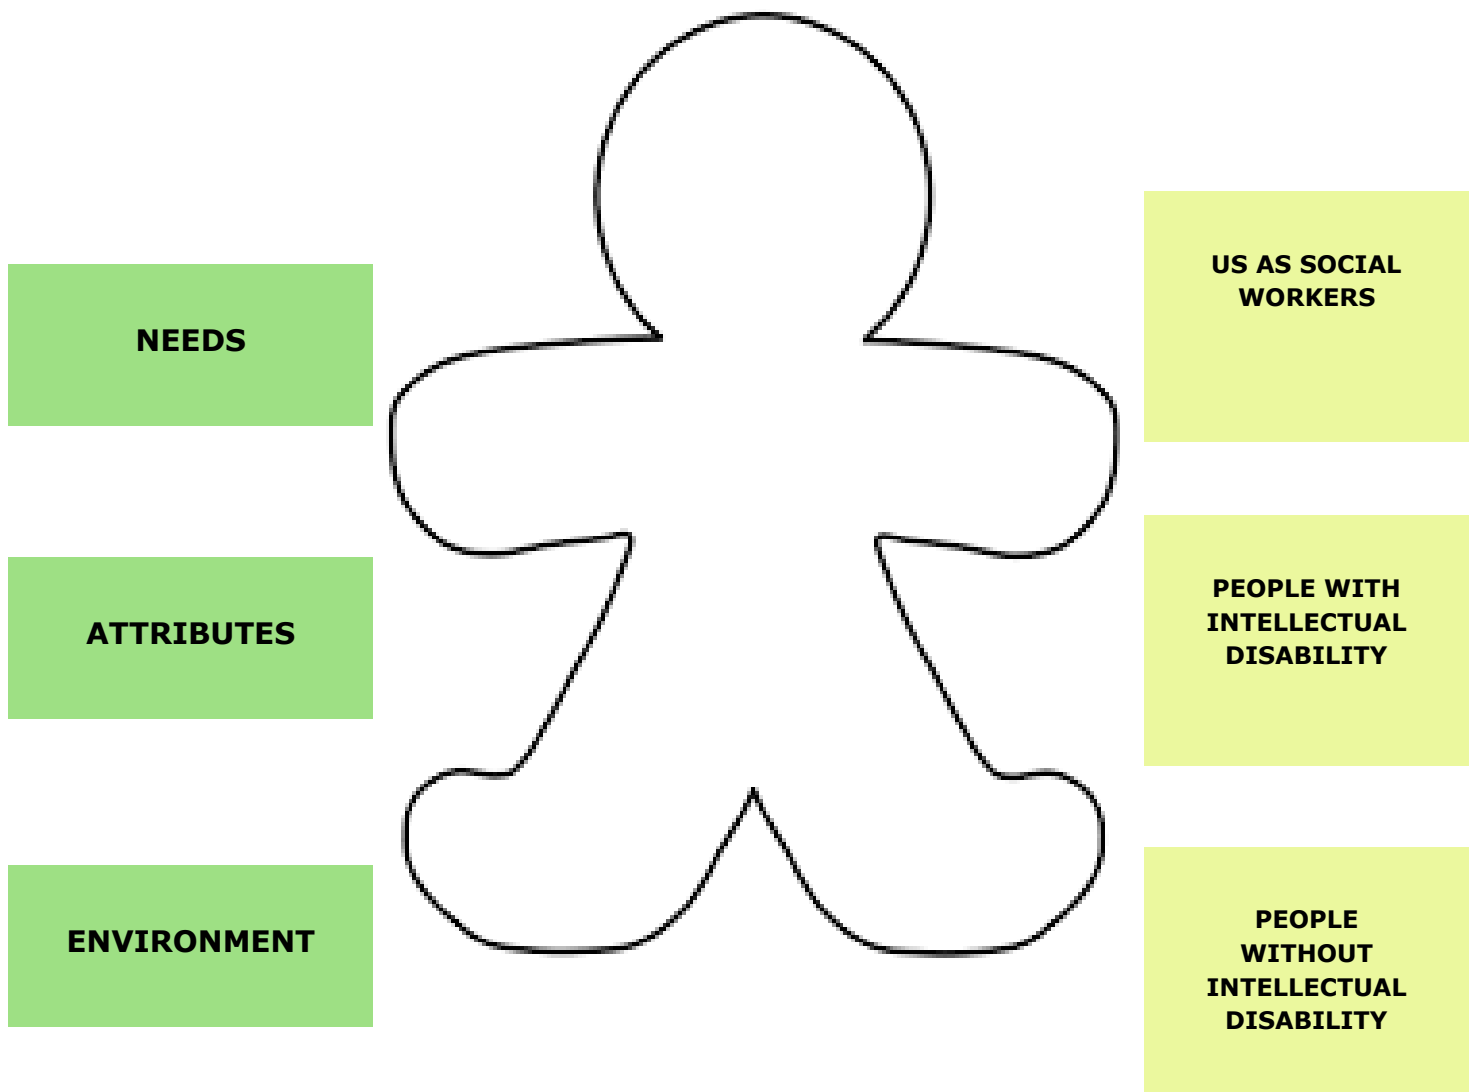 NEEDS
ATTRIBUTES
ENVIRONMENT
US AS SOCIAL
WORKERS
PEOPLE WITH
INTELLECTUAL
DISABILITY
PEOPLE
WITHOUT
INTELLECTUAL
DISABILITY